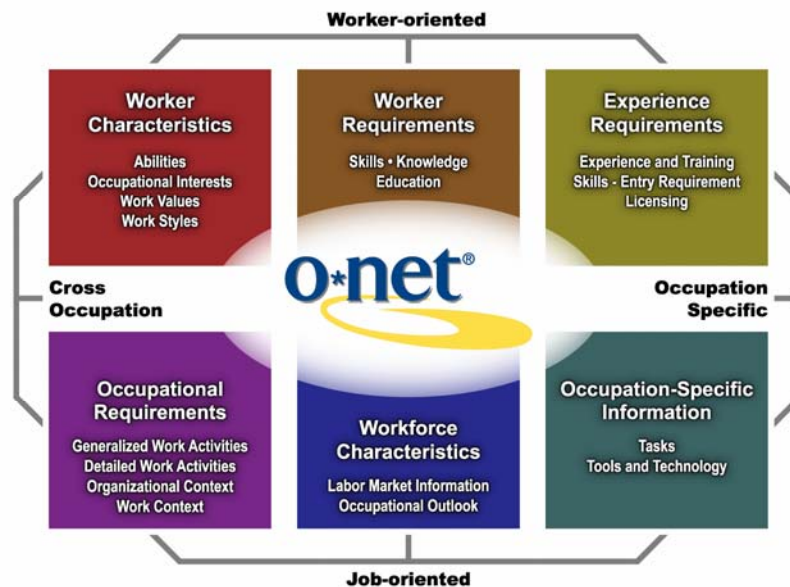 Worker-oriented
Worker
Characteristics
Abilities
Occupational Interests
Work Values
Work Styles
Worker
Requirements
Skills • Knowledge
Education
Experience
Requirements
Experience and Training
Skills - Entry Requirement
Licensing
o*net®
Cross
Occupation
Occupation
Specific
Occupational
Requirements
Generalized Work Activities
Detailed Work Activities
Organizational Context
Work Context
Workforce
Characteristics
Labor Market Information
Occupational Outlook
Occupation-Specific
Information
Tasks
Tools and Technology
Job-oriented